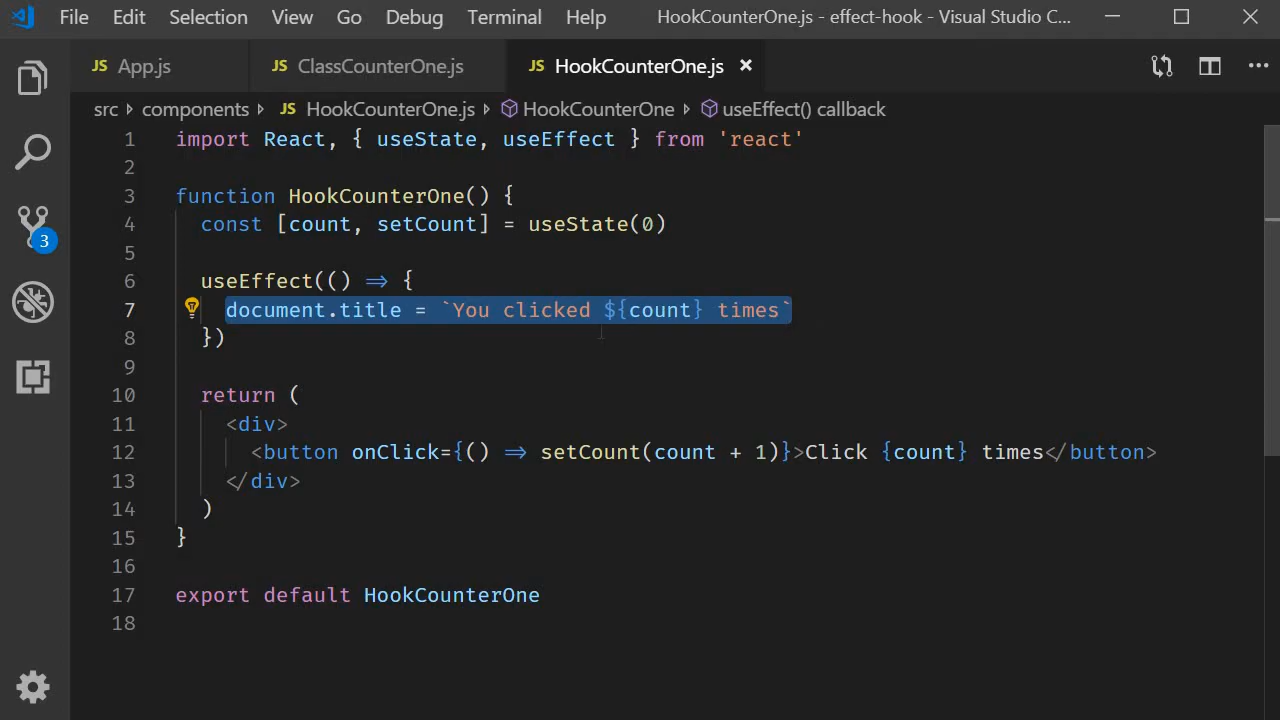 File Edit Selection View Go Debug Terminal Help HookCounterOne.js - effect-hook - Visual Studio C...
JS App.js JS ClassCounterOne.js JS HookCounterOne.js
src components JS HookCounterOne.js HookCounterOne useEffect() callback
1 import React, { useState, useEffect } from 'react'
2
3 function HookCounterOne() {
4 const [count, setCount] = useState(0)
5
6 useEffect(() => {
7 document.title = `You clicked ${count} times`
8 })
9
10 return (
11 <div>
12 <button onClick={() => setCount(count + 1)}>Click {count} times</button>
13 </div>
14 )
15 }
16
17 export default HookCounterOne
18
3